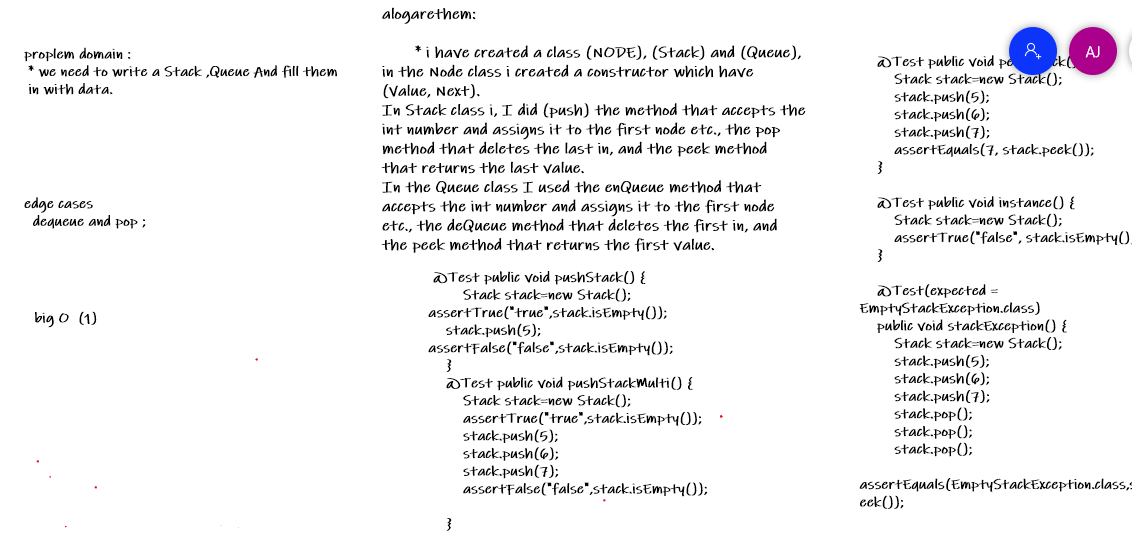 proplem domain :
* we need to write a Stack ,Queue And fill them
in with data.
edge cases
dequeue and pop ;
big O (1)
alogarethem:
* i have created a class (NODE), (Stack) and (Queue),
in the Node class i created a constructor which have
(Value, Next).
In Stack class i, I did (push) the method that accepts the
int number and assigns it to the first node etc., the pop
method that deletes the last in, and the peek method
that returns the last value.
In the Queue class I used the enQueue method that
accepts the int number and assigns it to the first node
etc., the deQueue method that deletes the first in, and
the peek method that returns the first value.
@Test public void pushStack() {
Stack stack=new Stack();
assertTrue("true",stack.isEmpty());
stack.push(5);
assertFalse("false",stack.isEmpty());
}
@Test public void pushStackMulti() {
Stack stack=new Stack();
assertTrue("true",stack.isEmpty());
stack.push(5);
stack.push(6);
stack.push(7);
assertFalse("false",stack.isEmpty());
}
AJ
@Test public void
Stack stack=new Stack();
stack.push(5);
stack.push(6);
stack.push(7);
assertEquals(7, stack.peek());
}
@Test public void instance() {
Stack stack=new Stack();
assertTrue("false", stack.isEmpty()
}
@Test(expected =
EmptyStackException.class)
public void stackException() {
Stack stack=new Stack();
stack.push(5);
stack.push(6);
stack.push(7);
stack.pop();
stack.pop();
stack.pop();
assertEquals(EmptyStackException.class,s
eek());